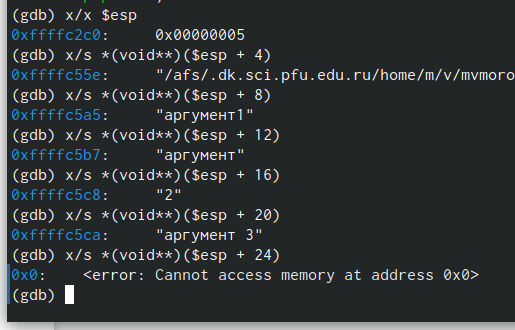 (gdb) x/x $esp
0xffffc2c0: 0x00000005
(gdb) x/s *(void**)($esp + 4)
0xffffc55e: "/afs/.dk.sci.pfu.edu.ru/home/m/v/mvmoro
(gdb) x/s *(void**)($esp + 8)
0xffffc5a5: "аргумент1"
(gdb) x/s *(void**)($esp + 12)
0xffffc5b7: "аргумент"
(gdb) x/s *(void**)($esp + 16)
0xffffc5c8: "2"
(gdb) x/s *(void**)($esp + 20)
0xffffc5ca: "аргумент 3"
(gdb) x/s *(void**)($esp + 24)
0x0: <error: Cannot access memory at address 0x0>
(gdb)